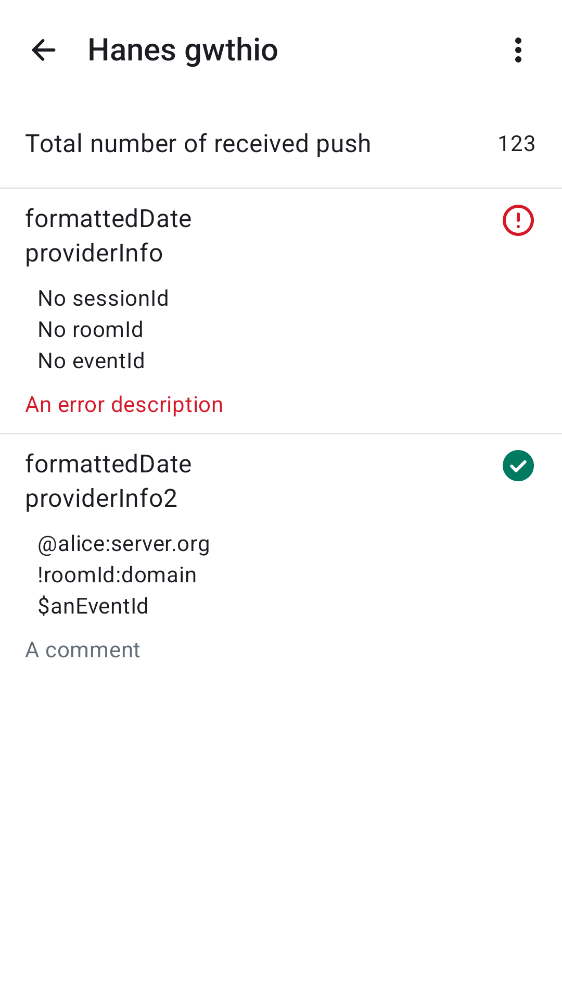 Hanes gwthio
Total number of received push 123
formattedDate
providerInfo
No sessionId
No roomId
No eventId
An error description
formattedDate
providerInfo2
@alice:server.org
!roomId:domain
$anEventId
A comment